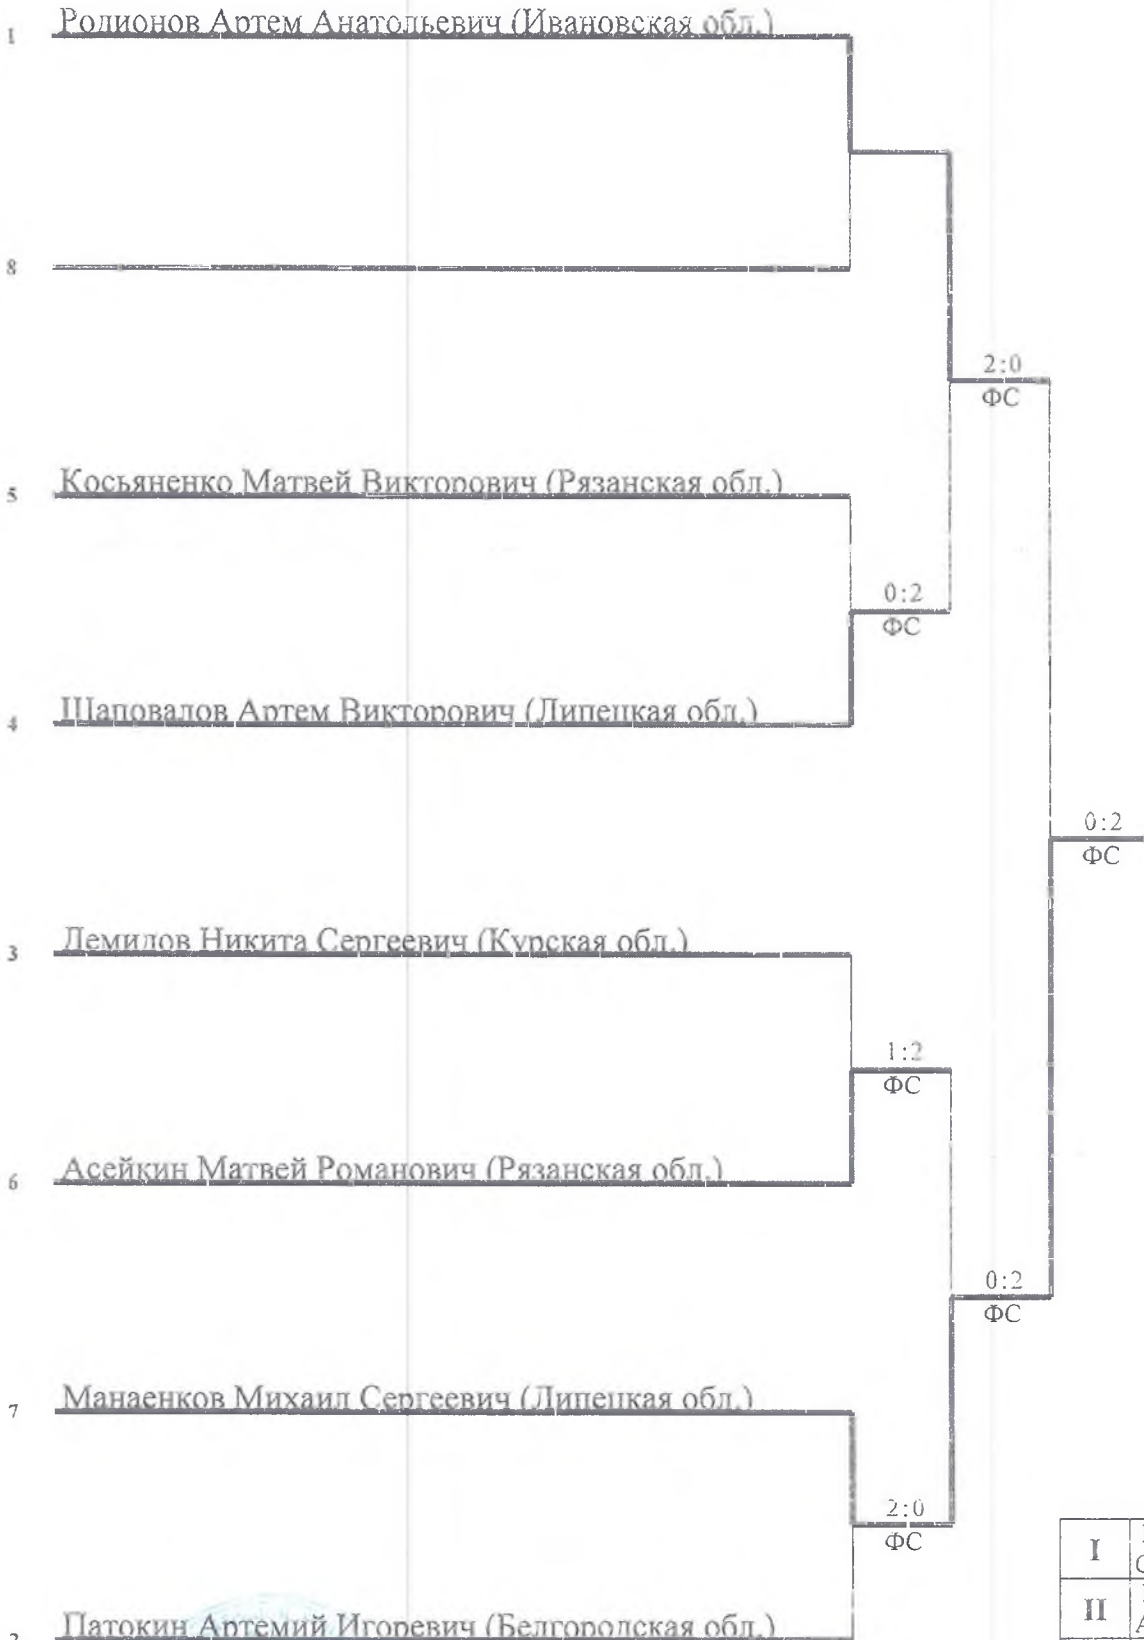 1 Родионов Артем Анатольевич (Ивановская обл.)
8
2:0
ФС
5 Косьяненко Матвей Викторович (Рязанская обл.)
0:2
ФС
4 Шаповалов Артем Викторович (Липецкая обл.)
0:2
ФС
3 Демидов Никита Сергеевич (Курская обл.)
1:2
ФС
6 Асейкин Матвей Романович (Рязанская обл.)
0:2
ФС
7 Манаенков Михаил Сергеевич (Липецкая обл.)
2:0
ФС
I
II
2 Патокин Артемий Игоревич (Белгородская обл.)